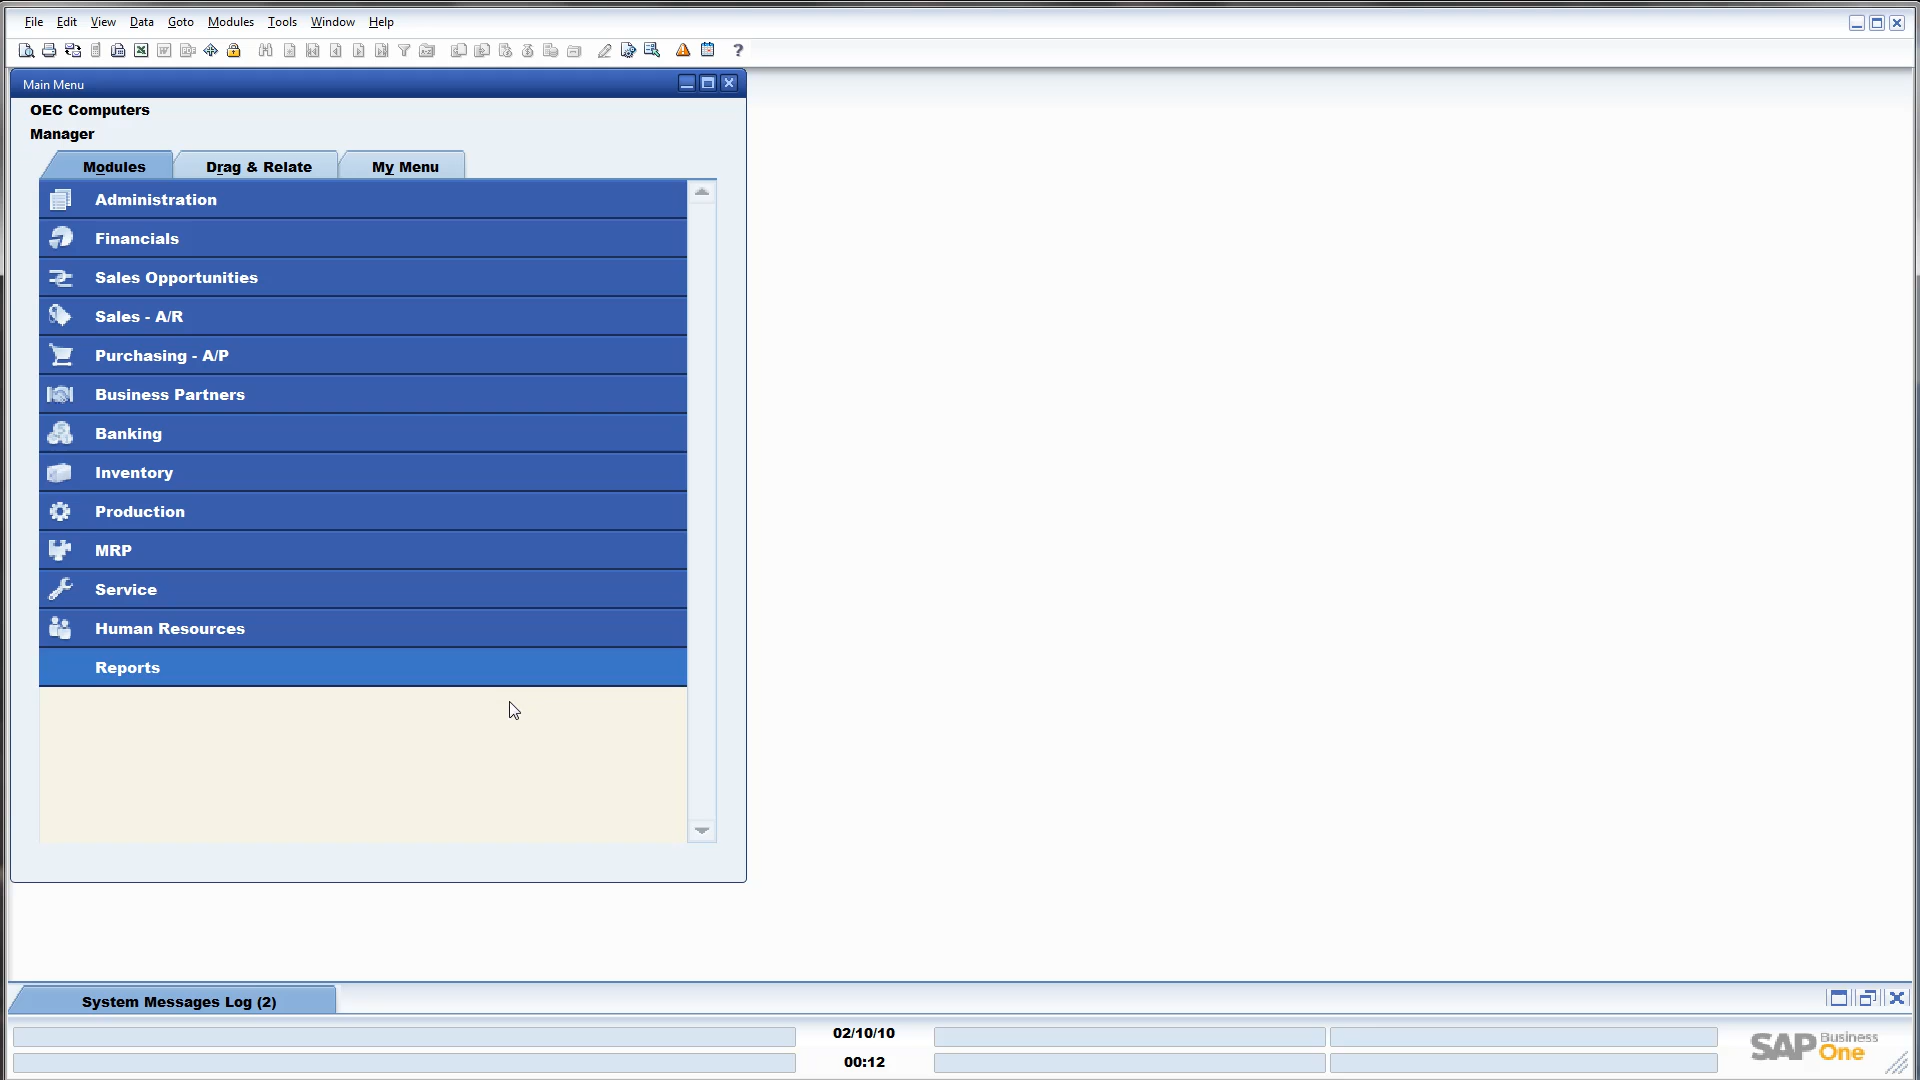 File Edit View Data Goto Modules Tools Window Help
Main Menu
OEC Computers
Manager
Modules Drag & Relate My Menu
Administration
Financials
Sales Opportunities
Sales - A/R
Purchasing - A/P
Business Partners
Banking
Inventory
Production
MRP
Service
Human Resources
Reports
System Messages Log (2)
02/10/10
00:12
SAP Business One